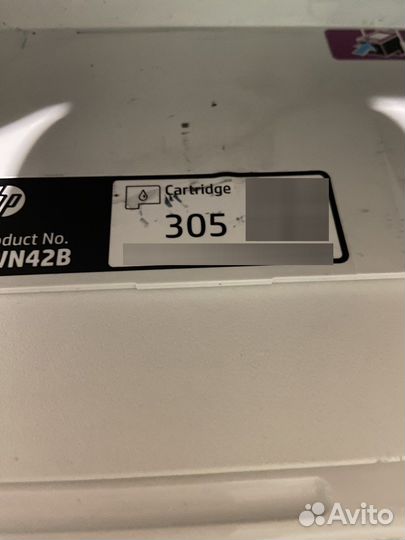 hp
Cartridge
305
oduct No.
VN42B
Avito